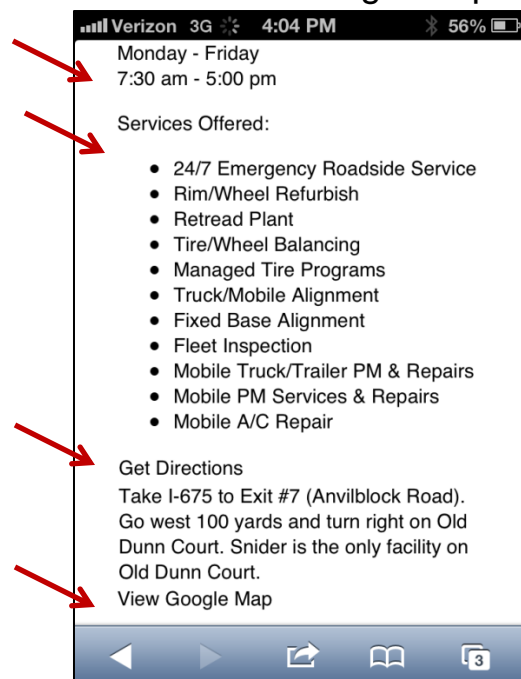 Verizon 3G 4:04 PM 56%
Monday - Friday
7:30 am - 5:00 pm
Services Offered:
• 24/7 Emergency Roadside Service
• Rim/Wheel Refurbish
• Retread Plant
• Tire/Wheel Balancing
• Managed Tire Programs
• Truck/Mobile Alignment
• Fixed Base Alignment
• Fleet Inspection
• Mobile Truck/Trailer PM & Repairs
• Mobile PM Services & Repairs
• Mobile A/C Repair
Get Directions
Take I-675 to Exit #7 (Anvilblock Road).
Go west 100 yards and turn right on Old
Dunn Court. Snider is the only facility on
Old Dunn Court.
View Google Map
3